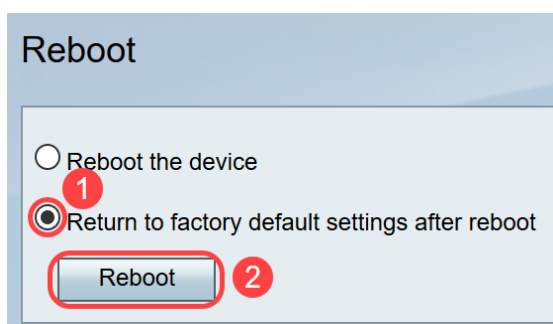 Reboot
Reboot the device
1
Return to factory default settings after reboot
Reboot 2